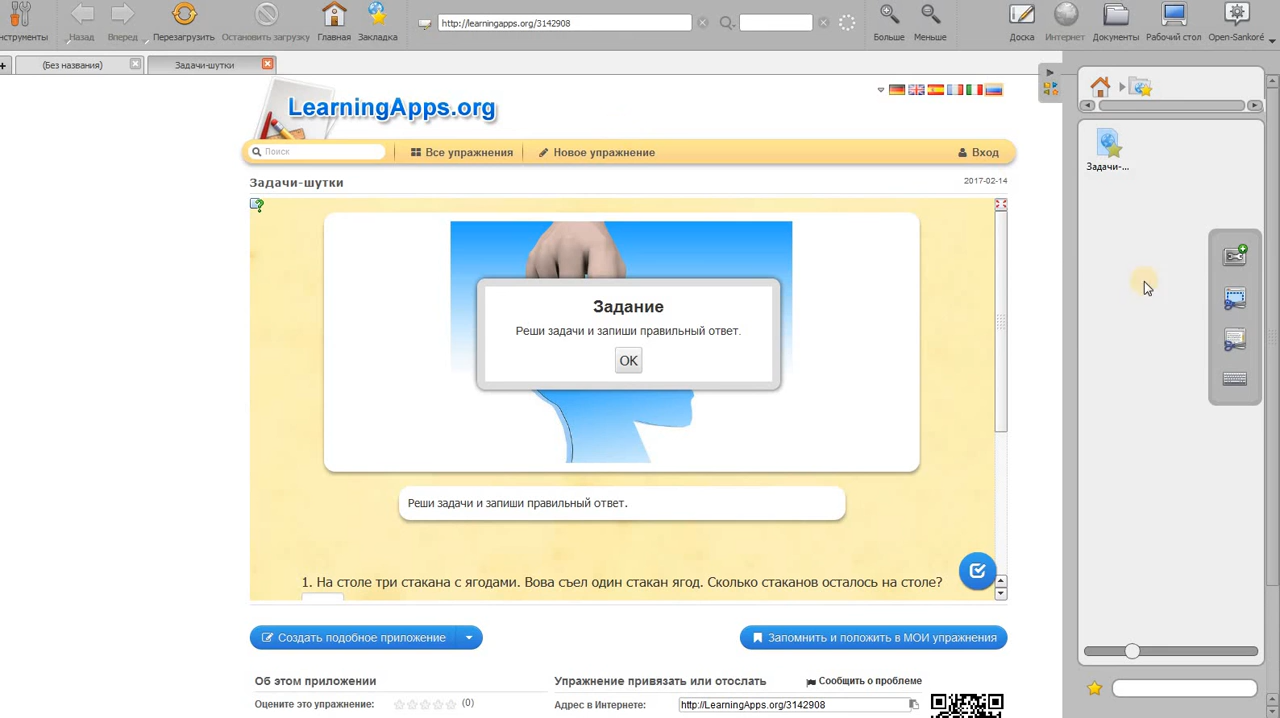 нструменты
Назад
Вперед
Перезагрузить
Остановить загрузку
Главная
Закладка
http://learningapps.org/3142908
Больше
Меньше
Доска
Интернет
Документы
Рабочий стол
Open-Sankoré
(Без названия)
Задачи-шутки
LearningApps.org
Поиск
Все упражнения
Новое упражнение
Вход
Задачи-шутки
2017-02-14
Задание
Реши задачи и запиши правильный ответ.
OK
Реши задачи и запиши правильный ответ.
1. На столе три стакана с ягодами. Вова съел один стакан ягод. Сколько стаканов осталось на столе?
Создать подобное приложение
Запомнить и положить в МОИ упражнения
Об этом приложении
Оцените это упражнение:
(0)
Упражнение привязать или отослать
Сообщить о проблеме
Адрес в Интернете:
http://LearningApps.org/3142908
Задачи-...